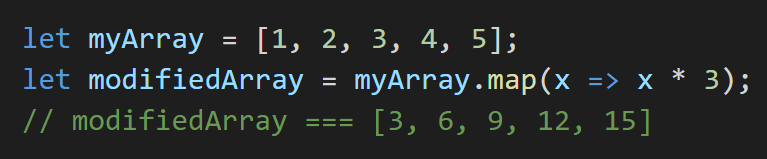 let myArray = [1, 2, 3, 4, 5];
let modifiedArray = myArray.map(x => x * 3);
// modifiedArray === [3, 6, 9, 12, 15]